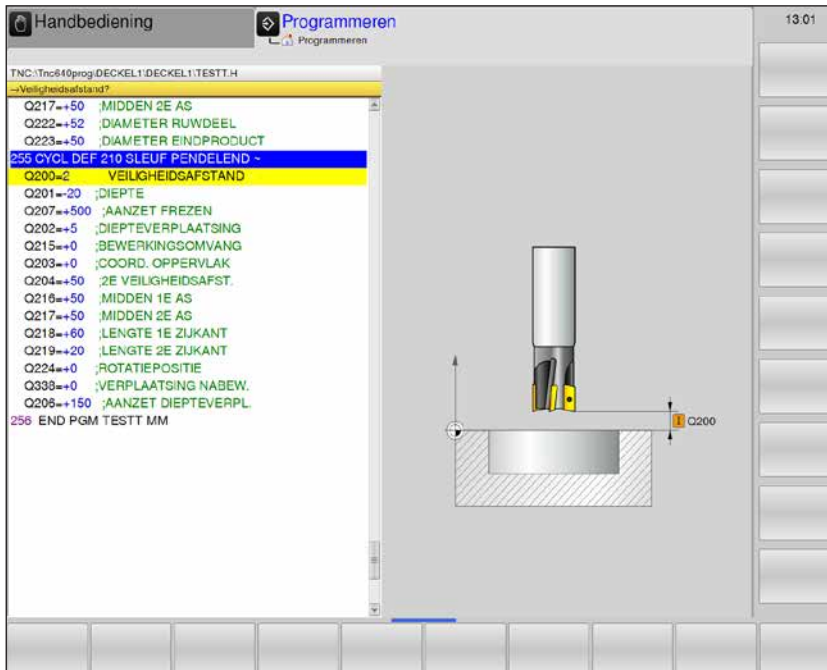 Handbediening
Programmeren
Programmeren
13:01
TNC:\Tnc640prog\DECKEL1\DECKEL1\TESTT.H
→Veiligheidsafstand?
Q217=+50 ;MIDDEN 2E AS
Q222=+52 ;DIAMETER RUWDEEL
Q223=+50 ;DIAMETER EINDPRODUCT
255 CYCL DEF 210 SLEUF PENDELEND ~
Q200=2 VEILIGHEIDSAFSTAND
Q201=-20 ;DIEPTE
Q207=+500 ;AANZET FREZEN
Q202=+5 ;DIEPTEVERPLAATSING
Q215=+0 ;BEWERKINGSOMVANG
Q203=+0 ;COORD. OPPERVLAK
Q204=+50 ;2E VEILIGHEIDSAFST.
Q216=+50 ;MIDDEN 1E AS
Q217=+50 ;MIDDEN 2E AS
Q218=+60 ;LENGTE 1E ZIJKANT
Q219=+20 ;LENGTE 2E ZIJKANT
Q224=+0 ;ROTATIEPOSITIE
Q338=+0 ;VERPLAATSING NABEW.
Q206=+150 ;AANZET DIEPTEVERPL.
256 END PGM TESTT MM
I Q200